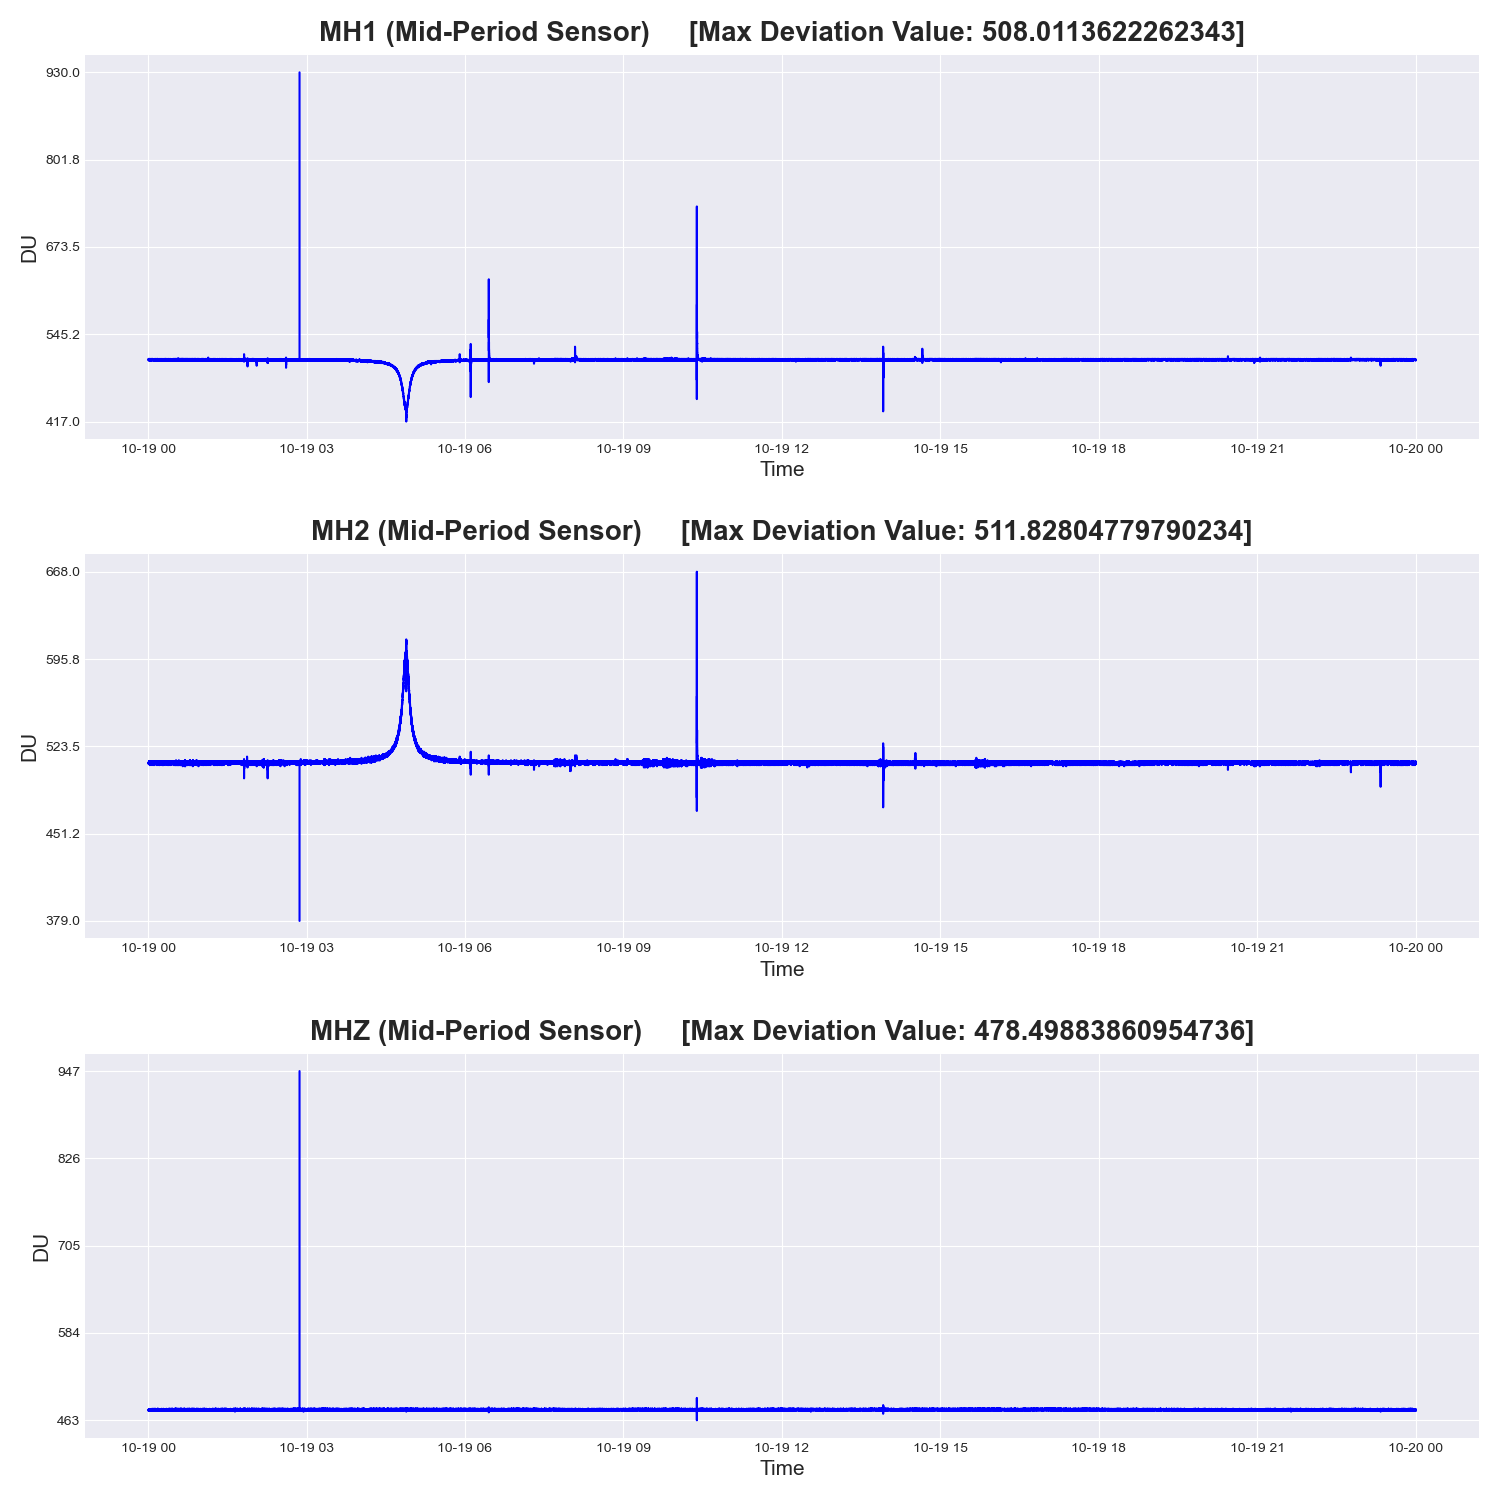 MH1 (Mid-Period Sensor) [Max Deviation Value: 508.0113622262343]
930.0
801.8
673.5
545.2
417.0
DU
10-19 00 10-19 03 10-19 06 10-19 09 10-19 12 10-19 15 10-19 18 10-19 21 10-20 00
Time
MH2 (Mid-Period Sensor) [Max Deviation Value: 511.82804779790234]
668.0
595.8
523.5
451.2
379.0
DU
10-19 00 10-19 03 10-19 06 10-19 09 10-19 12 10-19 15 10-19 18 10-19 21 10-20 00
Time
MHZ (Mid-Period Sensor) [Max Deviation Value: 478.49883860954736]
947
826
705
584
463
DU
10-19 00 10-19 03 10-19 06 10-19 09 10-19 12 10-19 15 10-19 18 10-19 21 10-20 00
Time